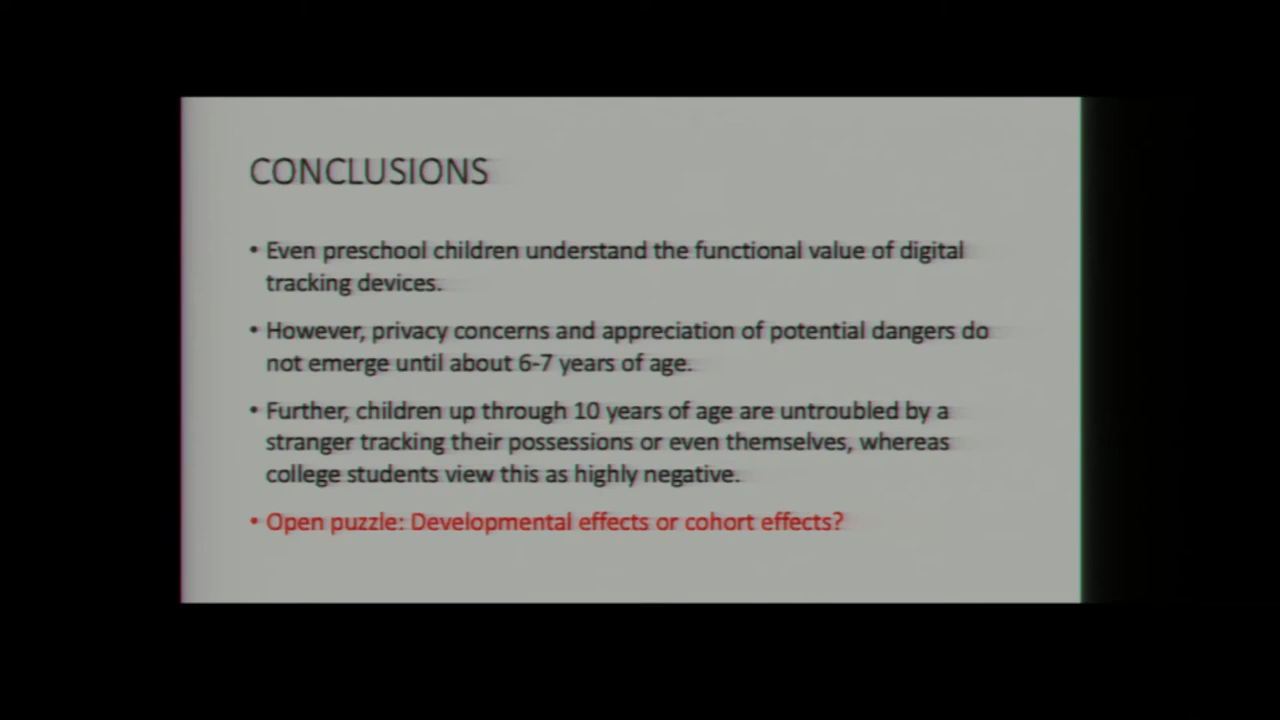 CONCLUSIONS
• Even preschool children understand the functional value of digital
tracking devices.
• However, privacy concerns and appreciation of potential dangers do
not emerge until about 6-7 years of age.
• Further, children up through 10 years of age are untroubled by a
stranger tracking their possessions or even themselves, whereas
college students view this as highly negative.
• Open puzzle: Developmental effects or cohort effects?